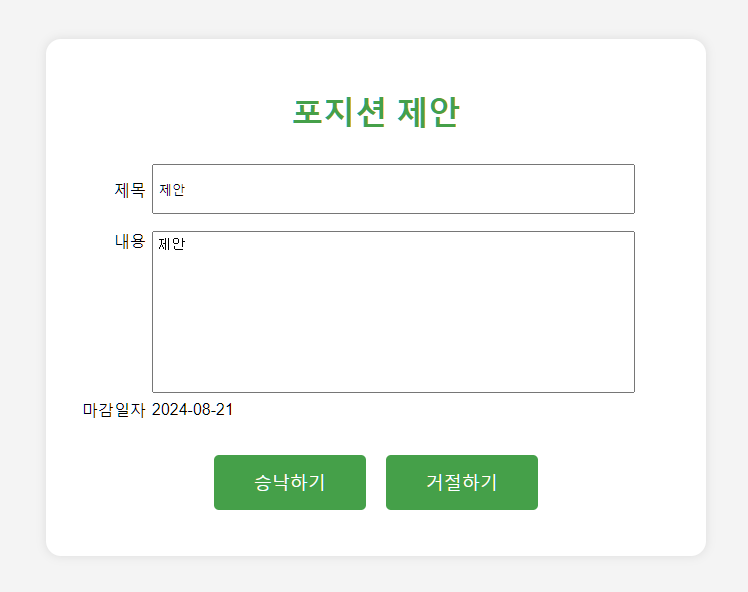 포지션 제안
제목 제안
내용 제안
마감일자 2024-08-21
승낙하기 거절하기